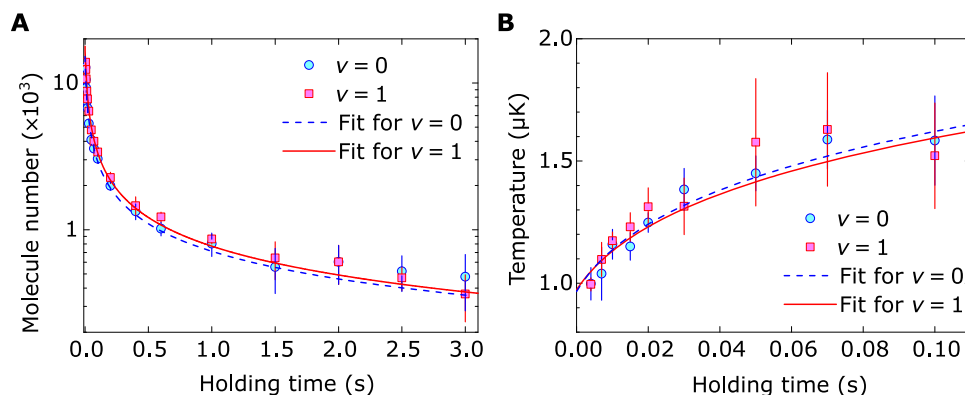 A
B
Molecule number (×10³)
10
1
v = 0
v = 1
Fit for v = 0
Fit for v = 1
0.0 0.5 1.0 1.5 2.0 2.5 3.0
Holding time (s)
Temperature (µK)
2.0
1.5
1.0
v = 0
v = 1
Fit for v = 0
Fit for v = 1
0.00 0.02 0.04 0.06 0.08 0.10
Holding time (s)